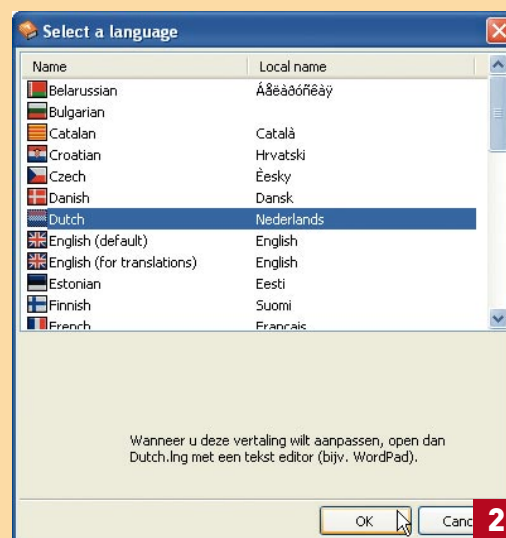 Select a language
Name Local name
Belarussian Áåëàðóñêàÿ
Bulgarian
Catalan Català
Croatian Hrvatski
Czech Èesky
Danish Dansk
Dutch Nederlands
English (default) English
English (for translations) English
Estonian Eesti
Finnish Suomi
French Français
Wanneer u deze vertaling wilt aanpassen, open dan
Dutch.lng met een tekst editor (bijv. WordPad).
OK Canc
2